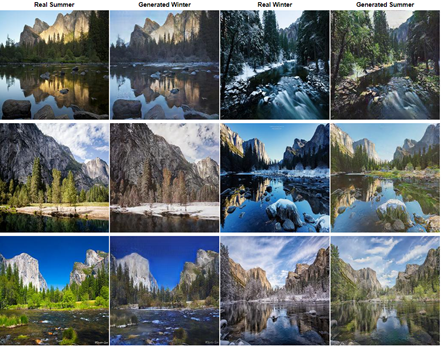 Real Summer
Generated Winter
Real Winter
Generated Summer